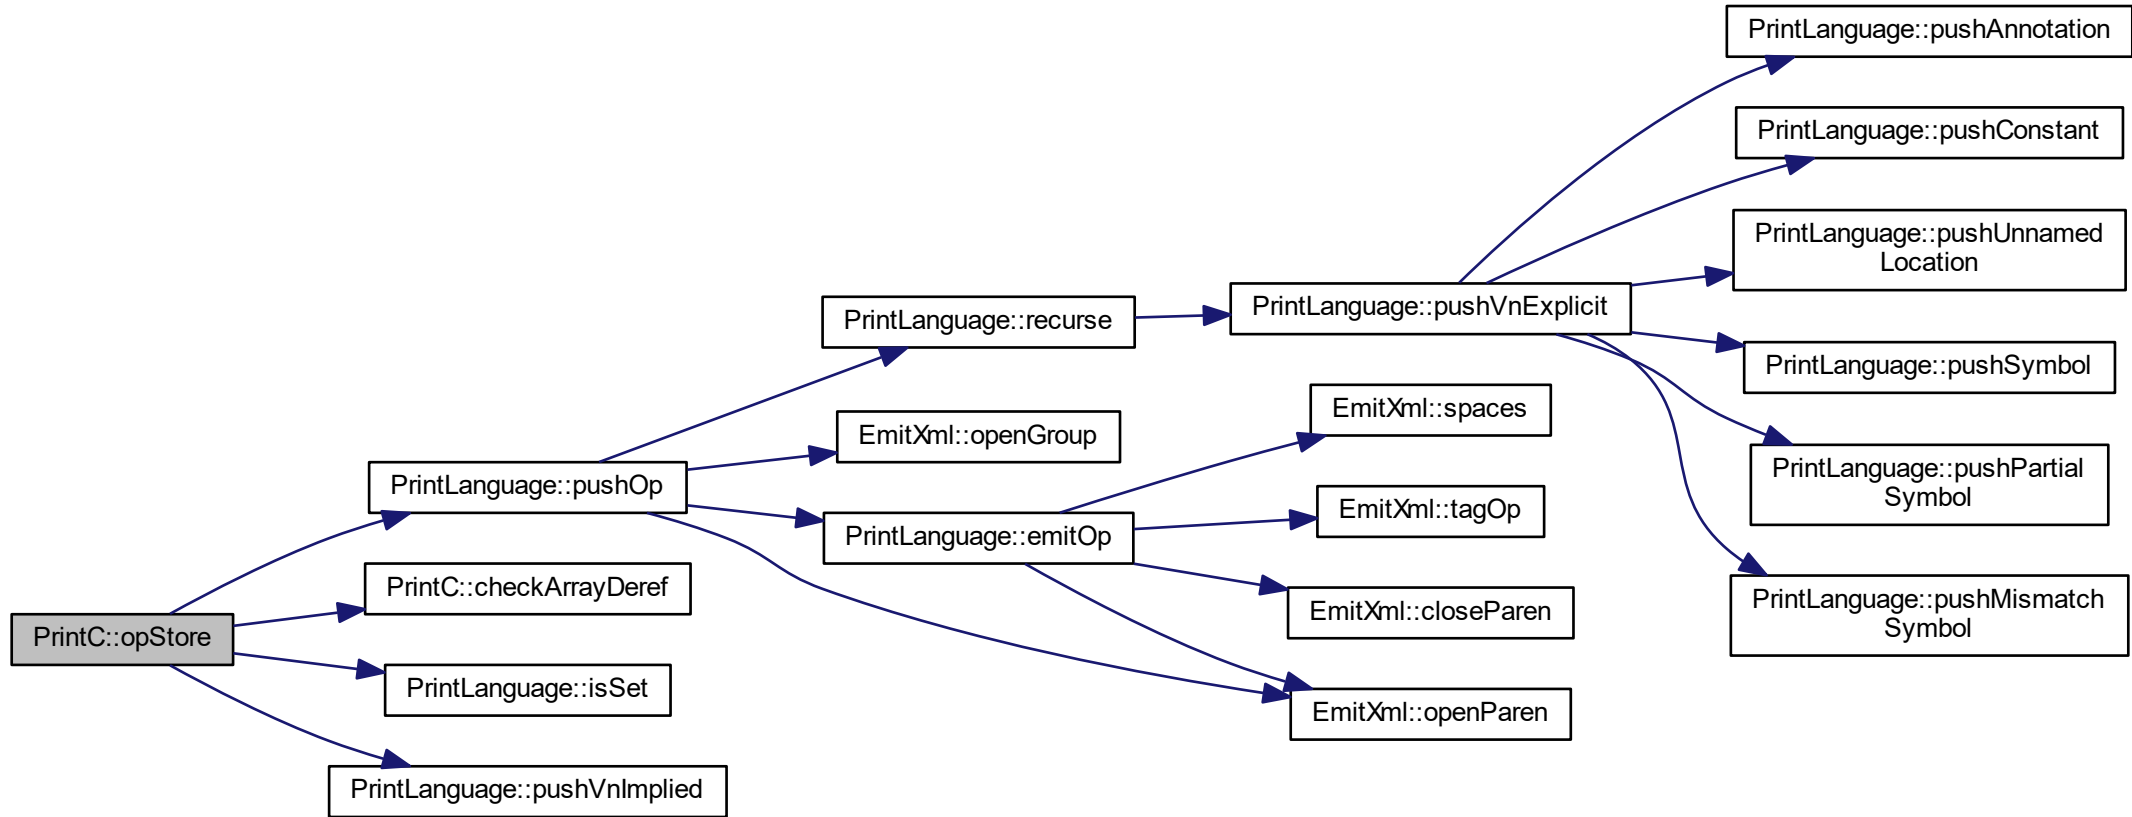 PrintLanguage::pushAnnotation
PrintLanguage::pushConstant
PrintLanguage::pushUnnamed
Location
PrintLanguage::recurse
PrintLanguage::pushVnExplicit
PrintLanguage::pushSymbol
EmitXml::spaces
EmitXml::openGroup
PrintLanguage::pushPartial
Symbol
PrintLanguage::pushOp
EmitXml::tagOp
PrintLanguage::emitOp
PrintC::checkArrayDeref
EmitXml::closeParen
PrintLanguage::pushMismatch
Symbol
PrintC::opStore
PrintLanguage::isSet
EmitXml::openParen
PrintLanguage::pushVnImplied